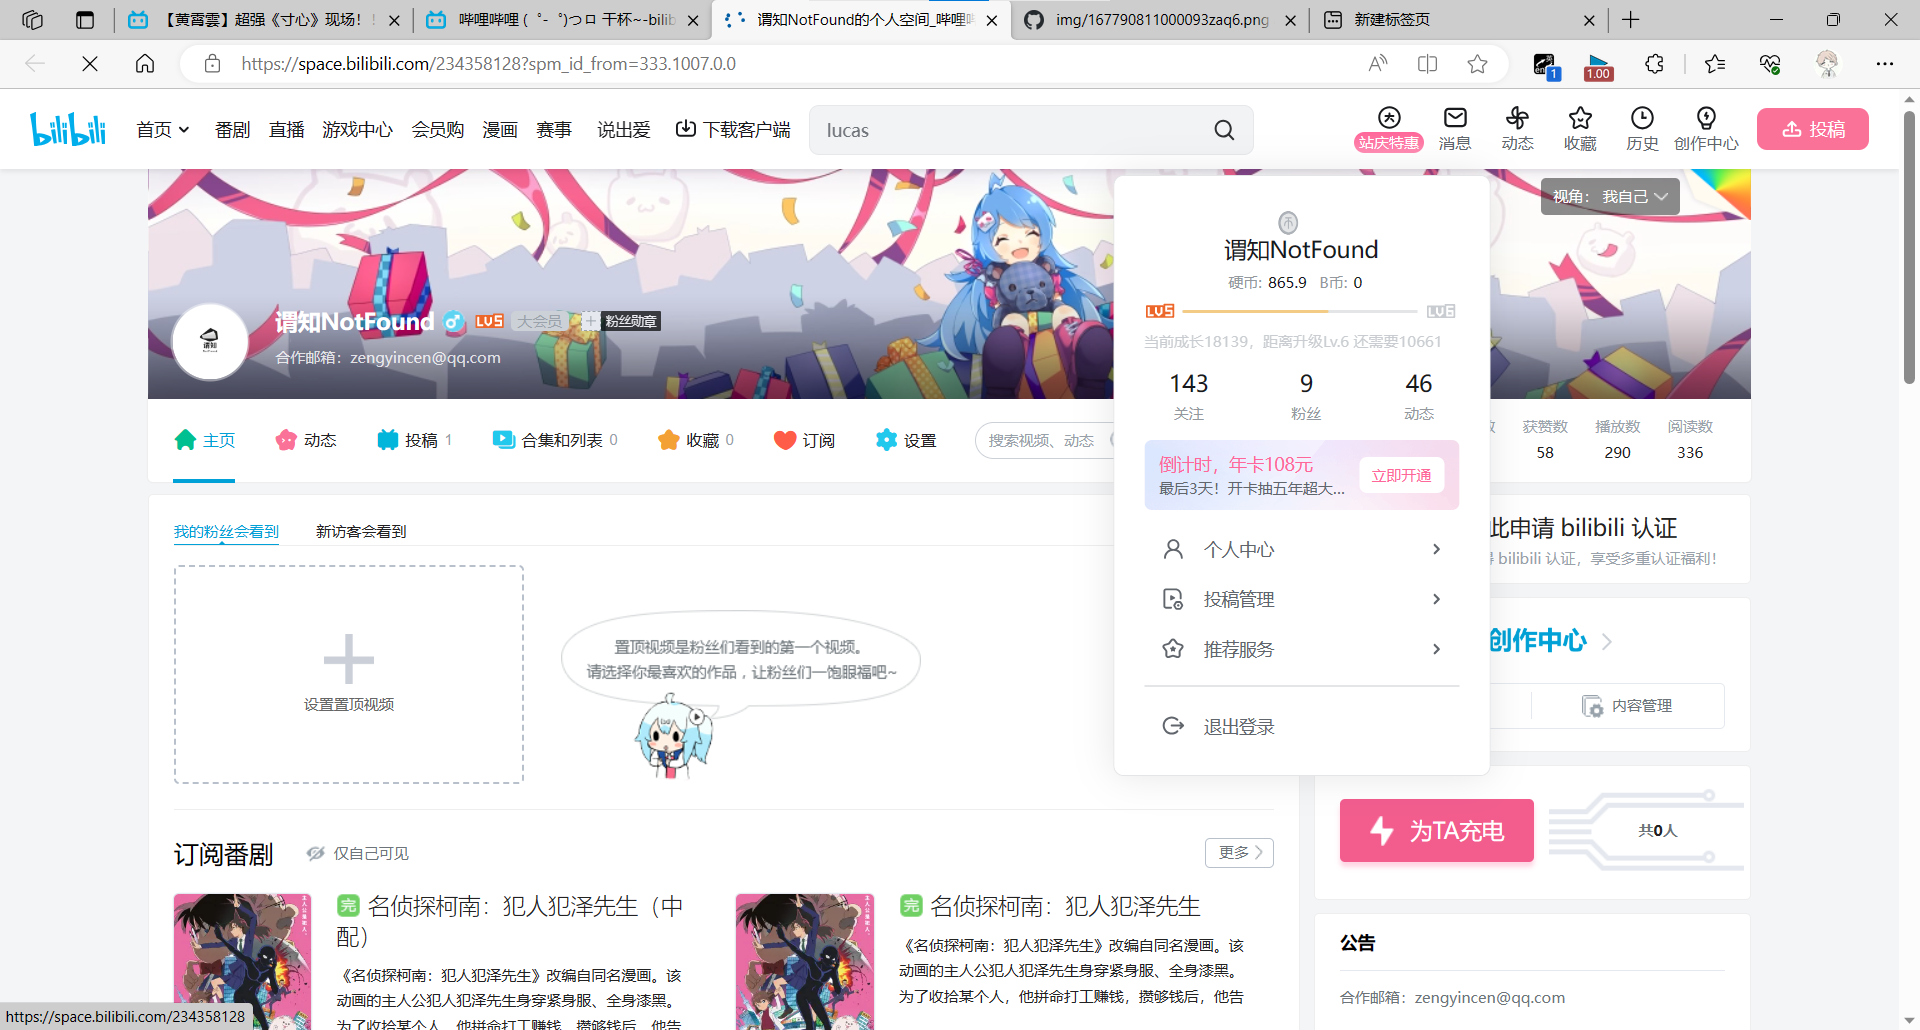 【黄霄雲】超强《寸心》现场！
哔哩哔哩 (゜-゜)つロ 干杯~-bilib
谓知NotFound的个人空间_哔哩哔
img/167790811000093zaq6.png
新建标签页
https://space.bilibili.com/234358128?spm_id_from=333.1007.0.0
1
1.00
bilibili
首页
番剧
直播
游戏中心
会员购
漫画
赛事
说出爱
下载客户端
lucas
站庆特惠
消息
动态
收藏
历史
创作中心
投稿
视角： 我自己
谓知NotFound
LV5
大会员
粉丝勋章
合作邮箱：zengyincen@qq.com
谓知NotFound
硬币: 865.9 B币: 0
LV5
LV6
当前成长18139，距离升级Lv.6 还需要10661
143
9
46
关注
粉丝
动态
倒计时，年卡108元
最后3天！开卡抽五年超大...
立即开通
个人中心
投稿管理
推荐服务
退出登录
主页
动态
投稿 1
合集和列表 0
收藏 0
订阅
设置
搜索视频、动态
获赞数
播放数
阅读数
58
290
336
我的粉丝会看到
新访客会看到
设置置顶视频
置顶视频是粉丝们看到的第一个视频。
请选择你最喜欢的作品，让粉丝们一饱眼福吧~
此申请 bilibili 认证
bilibili 认证，享受多重认证福利！
创作中心
内容管理
为TA充电
共0人
订阅番剧
仅自己可见
更多
完 名侦探柯南：犯人犯泽先生（中
配）
《名侦探柯南：犯人犯泽先生》改编自同名漫画。该
动画的主人公犯人犯泽先生身穿紧身服、全身漆黑。
为了收拾某个人，他拼命打工赚钱，攒够钱后，他告
完 名侦探柯南：犯人犯泽先生
《名侦探柯南：犯人犯泽先生》改编自同名漫画。该
动画的主人公犯人犯泽先生身穿紧身服、全身漆黑。
为了收拾某个人，他拼命打工赚钱，攒够钱后，他告
公告
合作邮箱：zengyincen@qq.com
https://space.bilibili.com/234358128